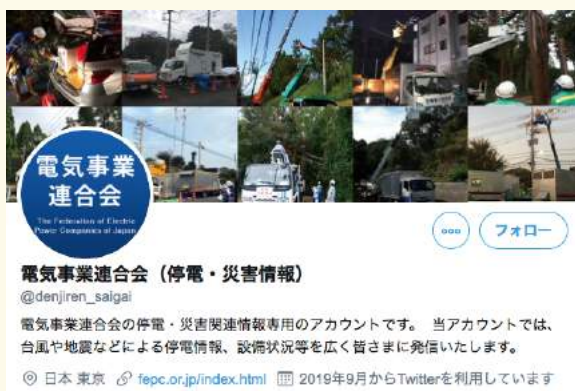 電気事業
連合会
The Federation of Electric
Power Companies of Japan
フォロー
電気事業連合会（停電・災害情報）
@denjiren_saigai
電気事業連合会の停電・災害関連情報専用のアカウントです。 当アカウントでは、
台風や地震などによる停電情報、設備状況等を広く皆さまに発信いたします。
日本 東京 fepc.or.jp/index.html 2019年9月からTwitterを利用しています